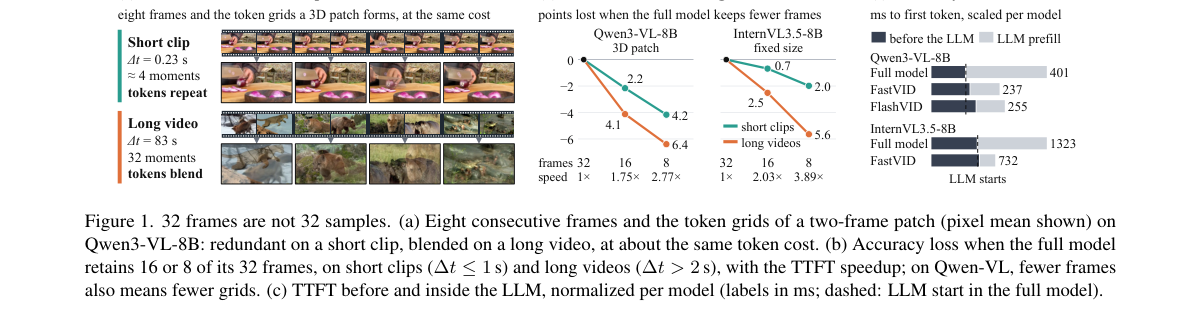 eight frames and the token grids a 3D patch forms, at the same cost
Short clip
Δt = 0.23 s
≈ 4 moments
tokens repeat
Long video
Δt = 83 s
32 moments
tokens blend
points lost when the full model keeps fewer frames
Qwen3-VL-8B
3D patch
InternVL3.5-8B
fixed size
0
−2
−4
−6
2.2
4.1
4.2
6.4
0.7
2.5
2.0
5.6
short clips
long videos
frames 32 16 8 32 16 8
speed 1× 1.75× 2.77× 1× 2.03× 3.89×
ms to first token, scaled per model
before the LLM LLM prefill
Qwen3-VL-8B
Full model 401
FastVID 237
FlashVID 255
InternVL3.5-8B
Full model 1323
FastVID 732
LLM starts
Figure 1. 32 frames are not 32 samples. (a) Eight consecutive frames and the token grids of a two-frame patch (pixel mean shown) on
Qwen3-VL-8B: redundant on a short clip, blended on a long video, at about the same token cost. (b) Accuracy loss when the full model
retains 16 or 8 of its 32 frames, on short clips (Δt ≤ 1 s) and long videos (Δt > 2 s), with the TTFT speedup; on Qwen-VL, fewer frames
also means fewer grids. (c) TTFT before and inside the LLM, normalized per model (labels in ms; dashed: LLM start in the full model).